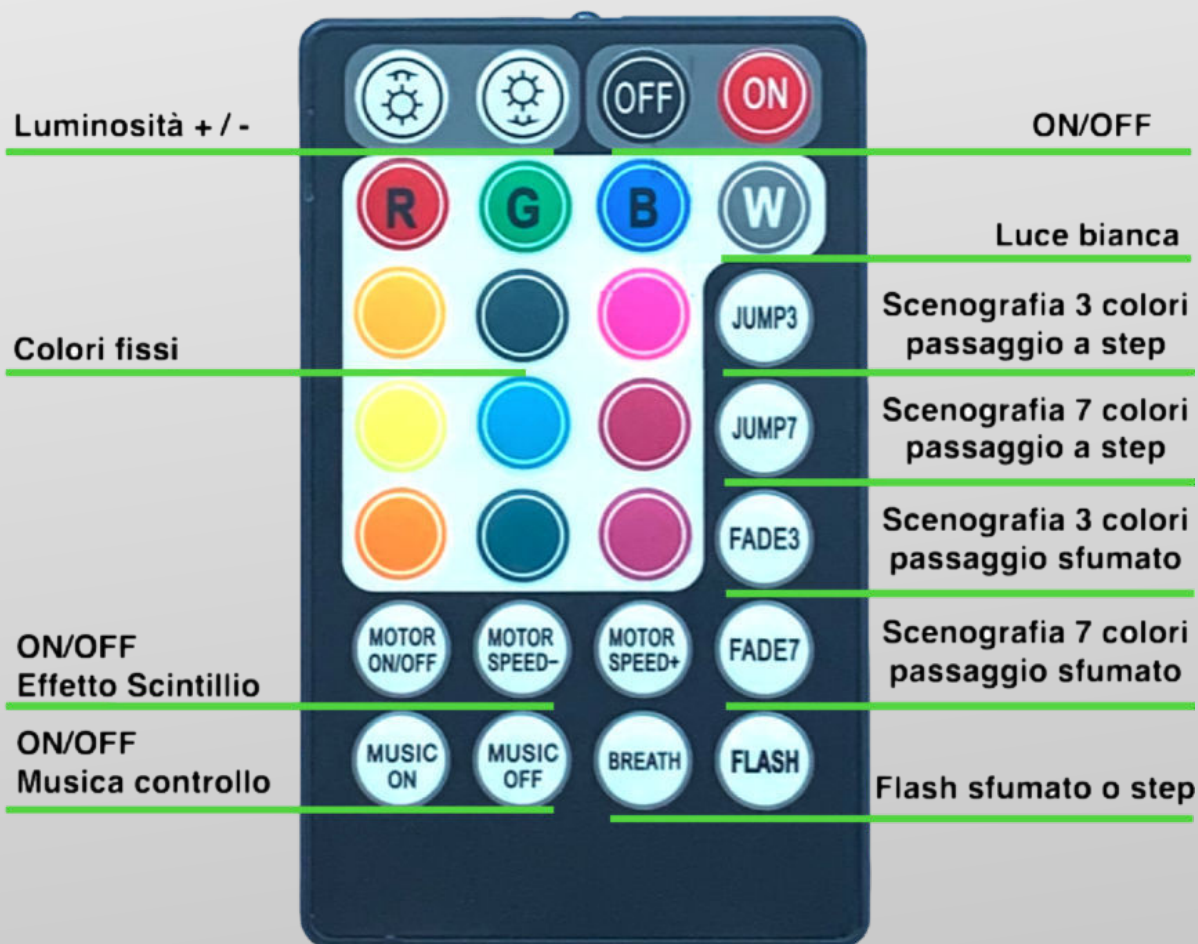 OFF
ON
Luminosità + / -
ON/OFF
R
G
B
W
Luce bianca
JUMP3
Scenografia 3 colori
passaggio a step
Colori fissi
JUMP7
Scenografia 7 colori
passaggio a step
FADE3
Scenografia 3 colori
passaggio sfumato
ON/OFF
Effetto Scintillio
MOTOR
ON/OFF
MOTOR
SPEED-
MOTOR
SPEED+
FADE7
Scenografia 7 colori
passaggio sfumato
ON/OFF
Musica controllo
MUSIC
ON
MUSIC
OFF
BREATH
FLASH
Flash sfumato o step